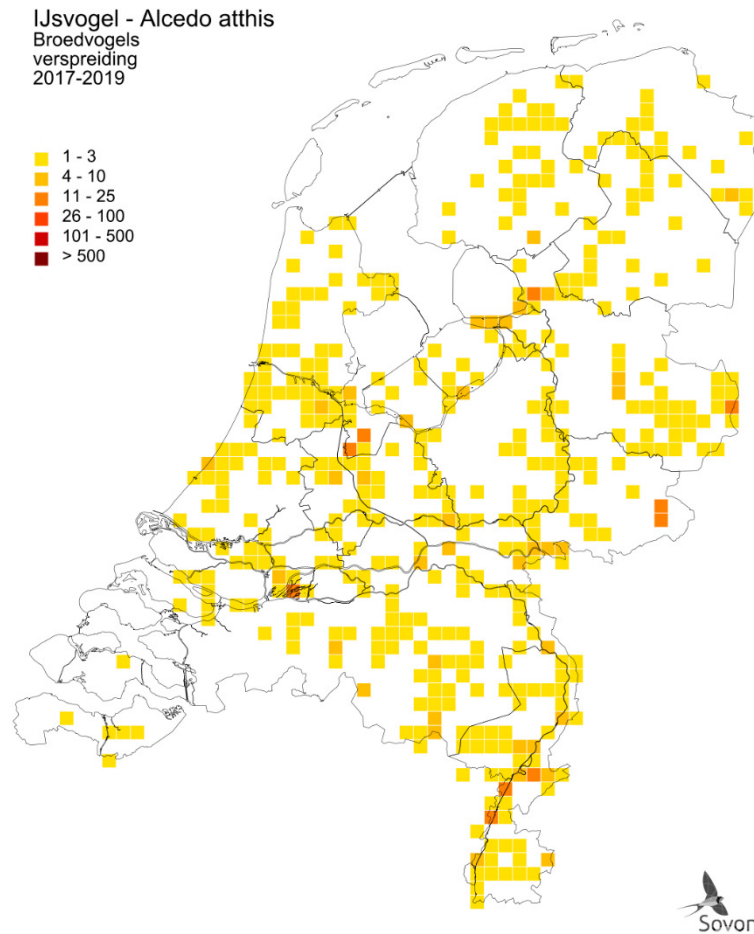 IJsvogel - Alcedo atthis
Broedvogels
verspreiding
2017-2019
1 - 3
4 - 10
11 - 25
26 - 100
101 - 500
> 500
Sovon